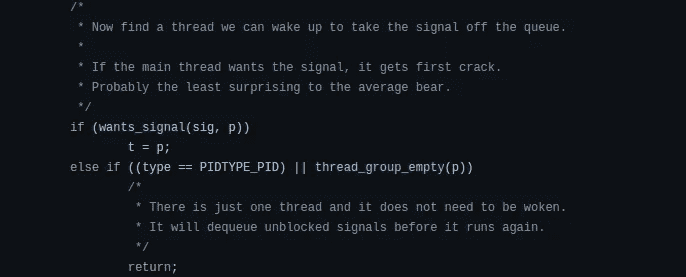 /*
 * Now find a thread we can wake up to take the signal off the queue.
 *
 * If the main thread wants the signal, it gets first crack.
 * Probably the least surprising to the average bear.
 */
if (wants_signal(sig, p))
        t = p;
else if ((type == PIDTYPE_PID) || thread_group_empty(p))
        /*
         * There is just one thread and it does not need to be woken.
         * It will dequeue unblocked signals before it runs again.
         */
        return;